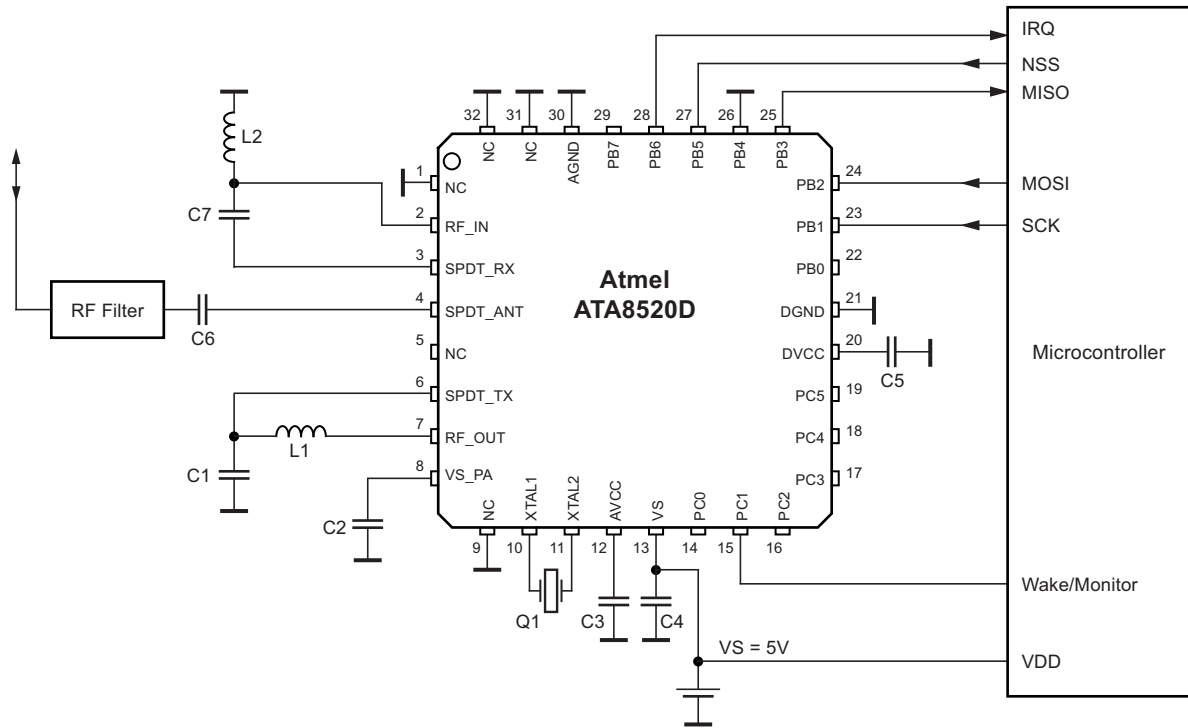 IRQ
NSS
MISO
32 31 30 29 28 27 26 25
NC NC AGND PB7 PB6 PB5 PB4 PB3
L2
1 NC
PB2 24 MOSI
C7
2 RF_IN
PB1 23 SCK
3 SPDT_RX
PB0 22
Atmel
ATA8520D
RF Filter
C6
4 SPDT_ANT
DGND 21
5 NC
DVCC 20
C5
Microcontroller
6 SPDT_TX
PC5 19
7 RF_OUT
L1
PC4 18
C1
8 VS_PA
PC3 17
C2
NC XTAL1 XTAL2 AVCC VS PC0 PC1 PC2
9 10 11 12 13 14 15 16
Wake/Monitor
Q1 C3 C4
VS = 5V
VDD